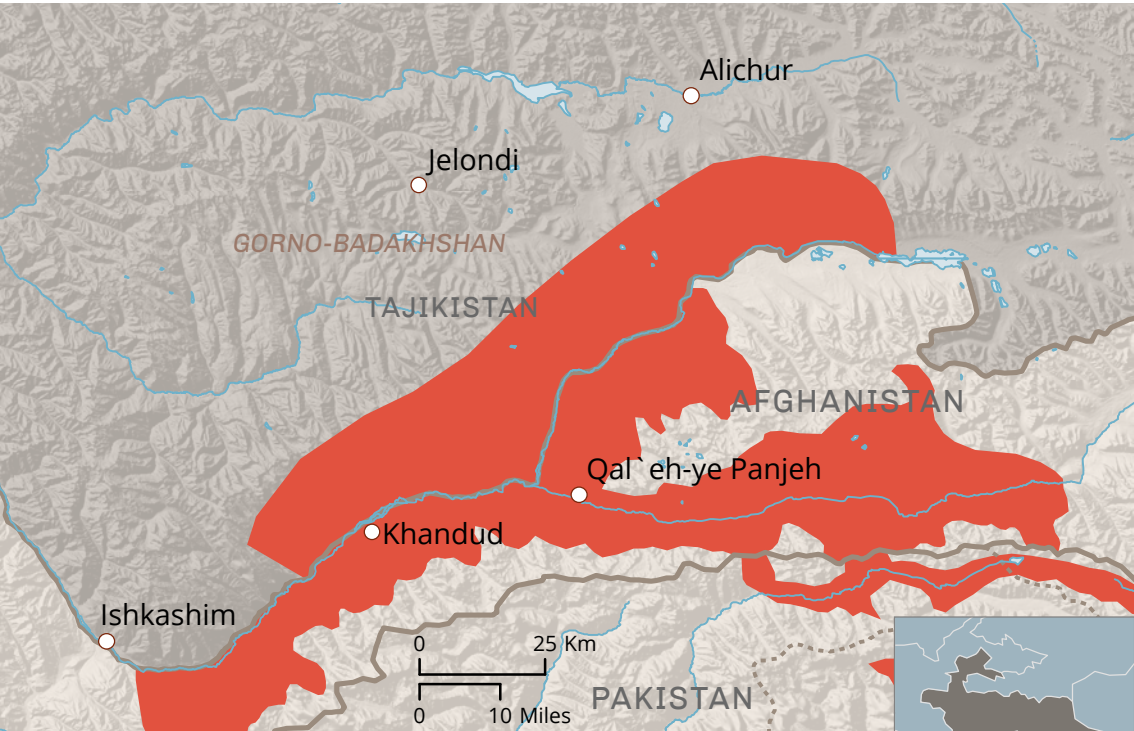 Alichur
Jelondi
GORNO-BADAKHSHAN
TAJIKISTAN
AFGHANISTAN
Qal`eh-ye Panjeh
Khandud
Ishkashim
0 25 Km
0 10 Miles
PAKISTAN